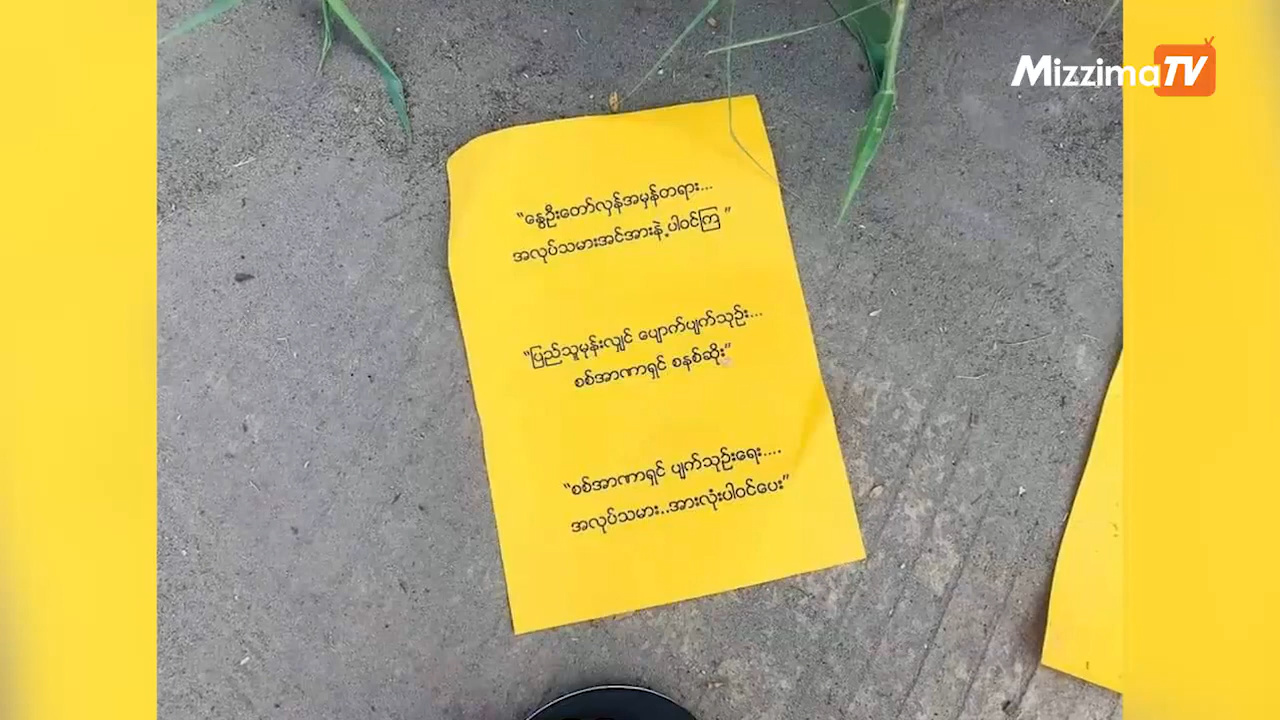 Mizzima TV
“နွေဦးတော်လှန်အမှန်တရား...
အလုပ်သမားအင်အားနဲ့ပါဝင်ကြ”
“ပြည်သူမုန်းလျှင် ပျောက်ပျက်သုဉ်း...
စစ်အာဏာရှင် စနစ်ဆိုး”
“စစ်အာဏာရှင် ပျက်သုဉ်းရေး....
အလုပ်သမား..အားလုံးပါဝင်ပေး”